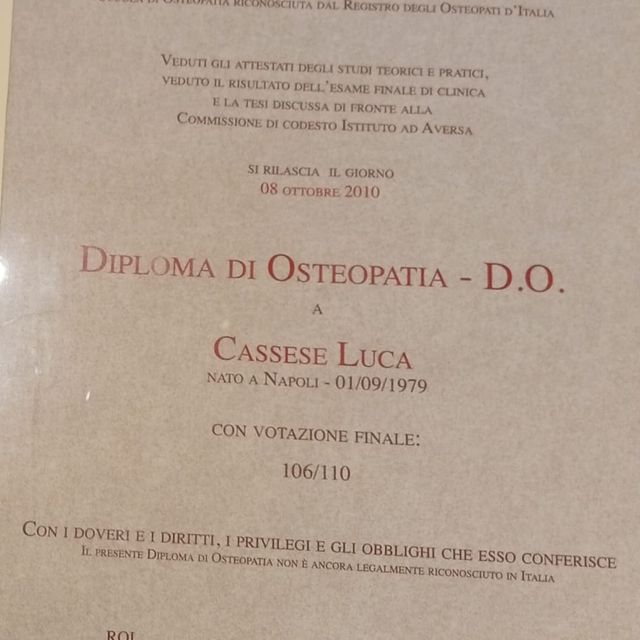 Scuola di Osteopatia riconosciuta dal Registro degli Osteopati d'Italia
Veduti gli attestati degli studi teorici e pratici,
veduto il risultato dell'esame finale di clinica
e la tesi discussa di fronte alla
Commissione di codesto Istituto ad Aversa
si rilascia il giorno
08 ottobre 2010
Diploma di Osteopatia - D.O.
a
Cassese Luca
nato a Napoli - 01/09/1979
con votazione finale:
106/110
Con i doveri e i diritti, i privilegi e gli obblighi che esso conferisce
Il presente Diploma di Osteopatia non è ancora legalmente riconosciuto in Italia
ROI